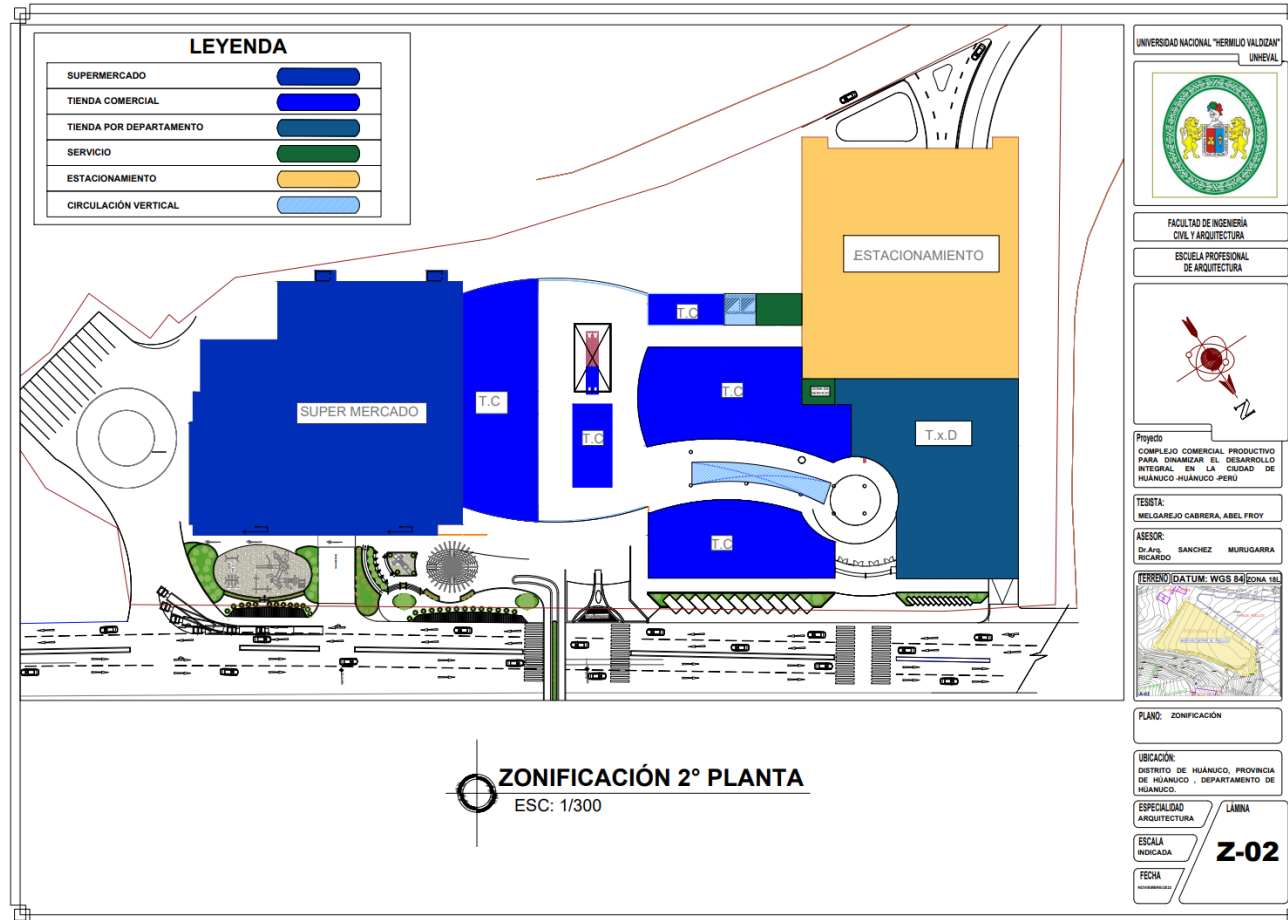 LEYENDA
SUPERMERCADO
TIENDA COMERCIAL
TIENDA POR DEPARTAMENTO
SERVICIO
ESTACIONAMIENTO
CIRCULACIÓN VERTICAL
ESTACIONAMIENTO
T.C
T.C
SUPER MERCADO
T.C
T.C
T.x.D
T.C
ZONIFICACIÓN 2° PLANTA
ESC: 1/300
UNIVERSIDAD NACIONAL "HERMILIO VALDIZAN"
UNHEVAL
FACULTAD DE INGENIERÍA
CIVIL Y ARQUITECTURA
ESCUELA PROFESIONAL
DE ARQUITECTURA
N
Proyecto
COMPLEJO COMERCIAL PRODUCTIVO
PARA DINAMIZAR EL DESARROLLO
INTEGRAL EN LA CIUDAD DE
HUÁNUCO -HUÁNUCO -PERÚ
TESISTA:
MELGAREJO CABRERA, ABEL FROY
ASESOR:
Dr.Arq. SANCHEZ MURUGARRA
RICARDO
TERRENO DATUM: WGS 84 ZONA 18L
PLANO: ZONIFICACIÓN
UBICACIÓN:
DISTRITO DE HUÁNUCO, PROVINCIA
DE HÚANUCO , DEPARTAMENTO DE
HÚANUCO.
ESPECIALIDAD
ARQUITECTURA
LÁMINA
ESCALA
INDICADA
Z-02
FECHA